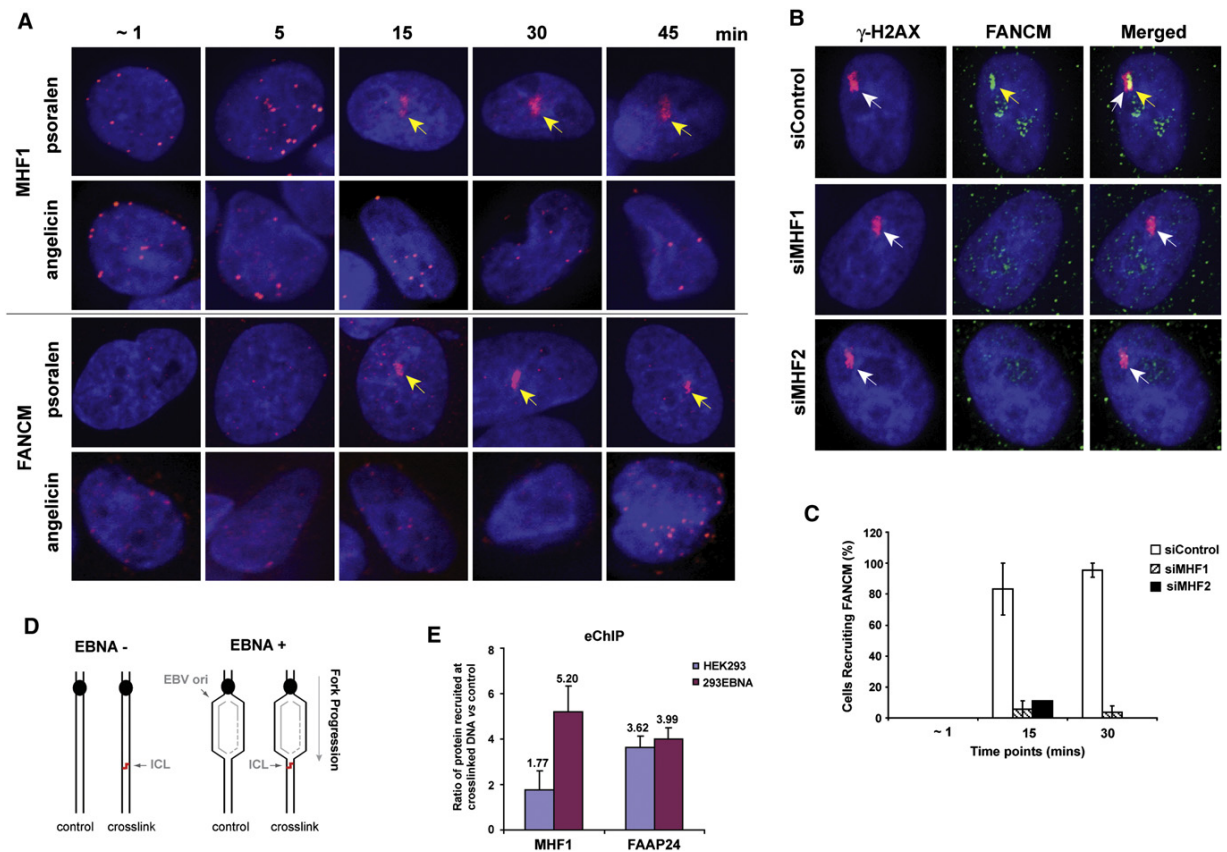 A
~ 1 5 15 30 45 min
MHF1
psoralen
angelicin
FANCM
psoralen
angelicin
B
γ-H2AX FANCM Merged
siControl
siMHF1
siMHF2
C
Cells Recruiting FANCM (%)
120
100
80
60
40
20
0
~ 1 15 30
Time points (mins)
siControl
siMHF1
siMHF2
D
EBNA - EBNA +
EBV ori
Fork Progression
ICL ICL
control crosslink control crosslink
E
eChIP
Ratio of protein recruited at
crosslinked DNA vs control
8
6
4
2
0
1.77 5.20 3.62 3.99
MHF1 FAAP24
HEK293
293EBNA